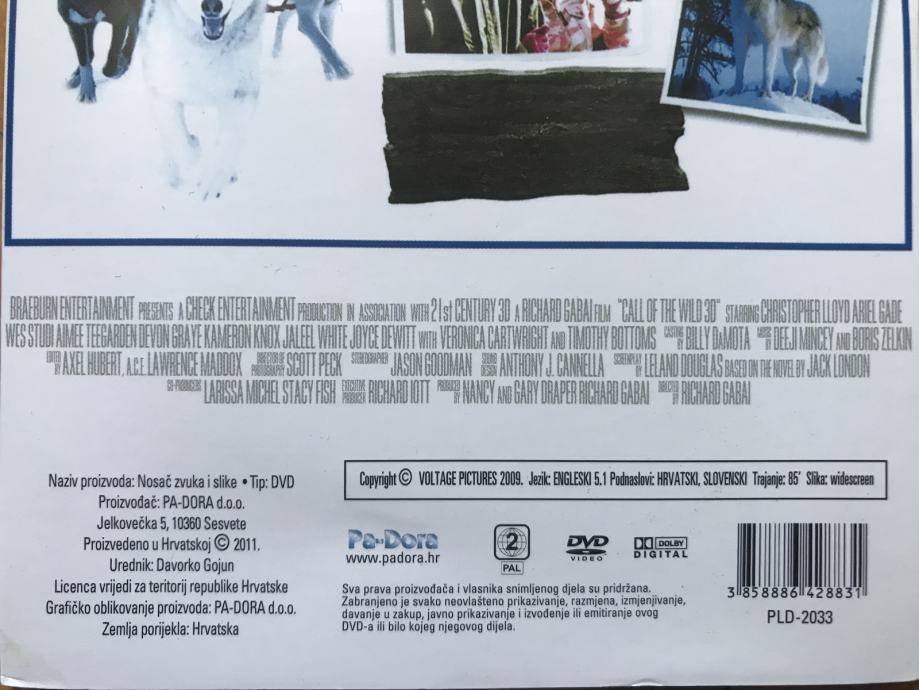 BRAEBURN ENTERTAINMENT PRESENTS A CHECK ENTERTAINMENT PRODUCTION IN ASSOCIATION WITH 21st CENTURY 3D A RICHARD GABAI FILM "CALL OF THE WILD 3D" STARRING CHRISTOPHER LLOYD ARIEL GADE
WES STUDI AIMEE TEEGARDEN DEVON GRAYE KAMERON KNOX JALEEL WHITE JOYCE DEWITT WITH VERONICA CARTWRIGHT AND TIMOTHY BOTTOMS CASTING BY BILLY DaMOTA MUSIC BY DEEJI MINCEY AND BORIS ZELKIN
EDITED BY AXEL HUBERT, A.C.E. LAWRENCE MADDOX DIRECTOR OF PHOTOGRAPHY SCOTT PECK STEREOGRAPHER JASON GOODMAN SOUND DESIGN ANTHONY J. CANNELLA SCREENPLAY BY LELAND DOUGLAS BASED ON THE NOVEL BY JACK LONDON
CO-PRODUCERS LARISSA MICHEL STACY FISH EXECUTIVE PRODUCER RICHARD IOTT PRODUCED BY NANCY AND GARY DRAPER RICHARD GABAI DIRECTED BY RICHARD GABAI
Naziv proizvoda: Nosač zvuka i slike • Tip: DVD
Proizvođač: PA-DORA d.o.o.
Jelkovečka 5, 10360 Sesvete
Proizvedeno u Hrvatskoj © 2011.
Urednik: Davorko Gojun
Licenca vrijedi za teritorij republike Hrvatske
Grafičko oblikovanje proizvoda: PA-DORA d.o.o.
Zemlja porijekla: Hrvatska
Copyright © VOLTAGE PICTURES 2009. Jezik: ENGLESKI 5.1 Podnaslovi: HRVATSKI, SLOVENSKI Trajanje: 85' Slika: widescreen
Pa-Dora
www.padora.hr
2
PAL
DVD
VIDEO
DOLBY
DIGITAL
Sva prava proizvođača i vlasnika snimljenog djela su pridržana.
Zabranjeno je svako neovlašteno prikazivanje, razmjena, izmjenjivanje,
davanje u zakup, javno prikazivanje i izvođenje ili emitiranje ovog
DVD-a ili bilo kojeg njegovog dijela.
3 858886 428831
PLD-2033